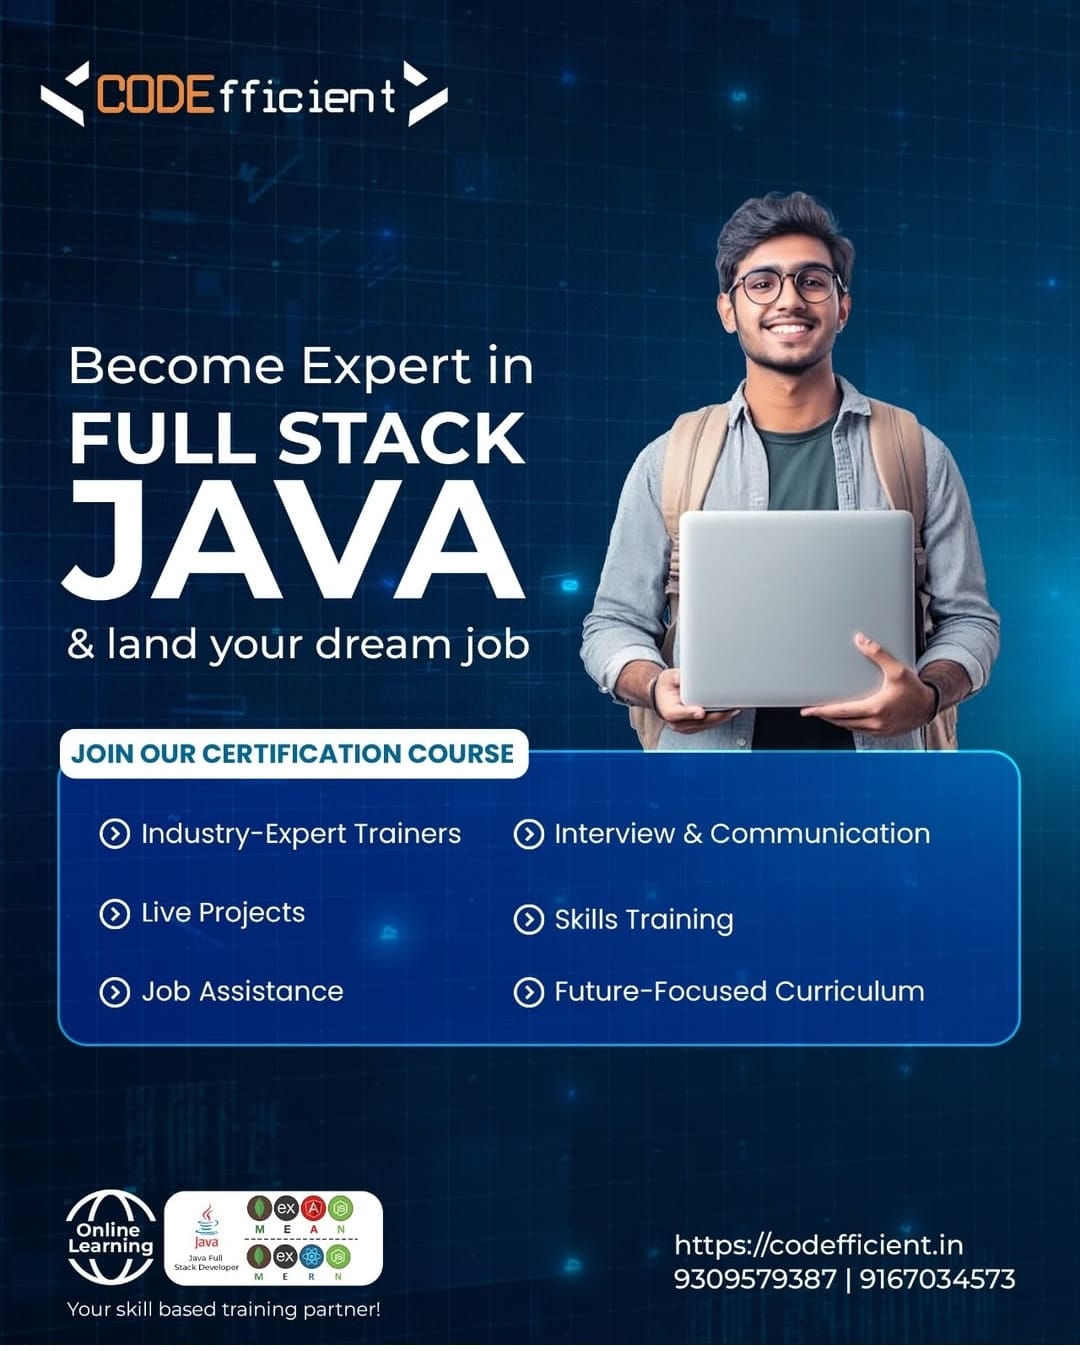 <CODEfficient>
Become Expert in
FULL STACK
JAVA
& land your dream job
JOIN OUR CERTIFICATION COURSE
Industry-Expert Trainers
Live Projects
Job Assistance
Interview & Communication
Skills Training
Future-Focused Curriculum
Online
Learning
Java
Java Full
Stack Developer
ex
M E A N
ex
M E R N
Your skill based training partner!
https://codefficient.in
9309579387 | 9167034573